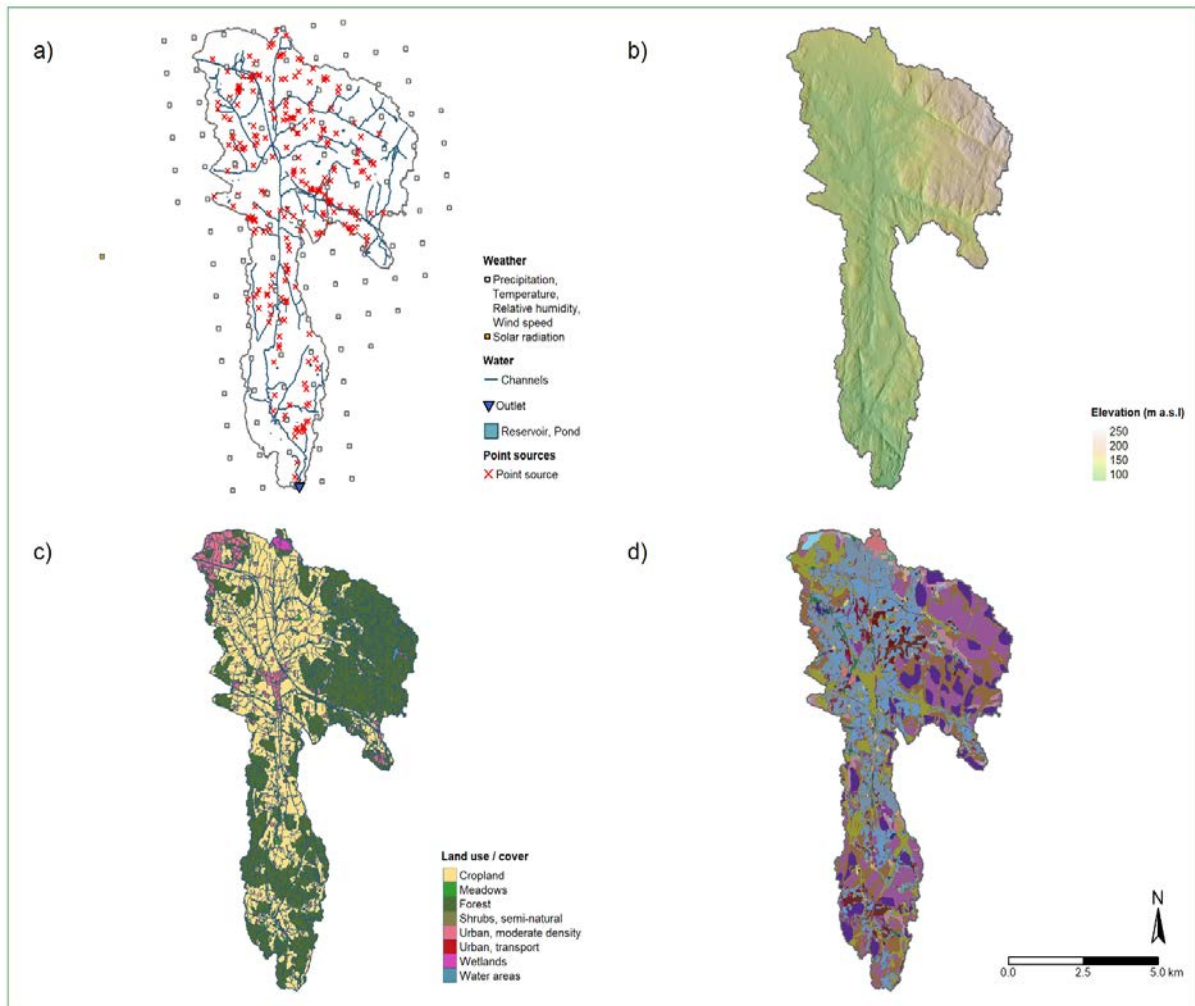 a)
b)
Weather
Precipitation,
Temperature,
Relative humidity,
Wind speed
Solar radiation
Water
Channels
Outlet
Reservoir, Pond
Point sources
Point source
Elevation (m a.s.l)
250
200
150
100
c)
d)
Land use / cover
Cropland
Meadows
Forest
Shrubs, semi-natural
Urban, moderate density
Urban, transport
Wetlands
Water areas
N
0.0 2.5 5.0 km